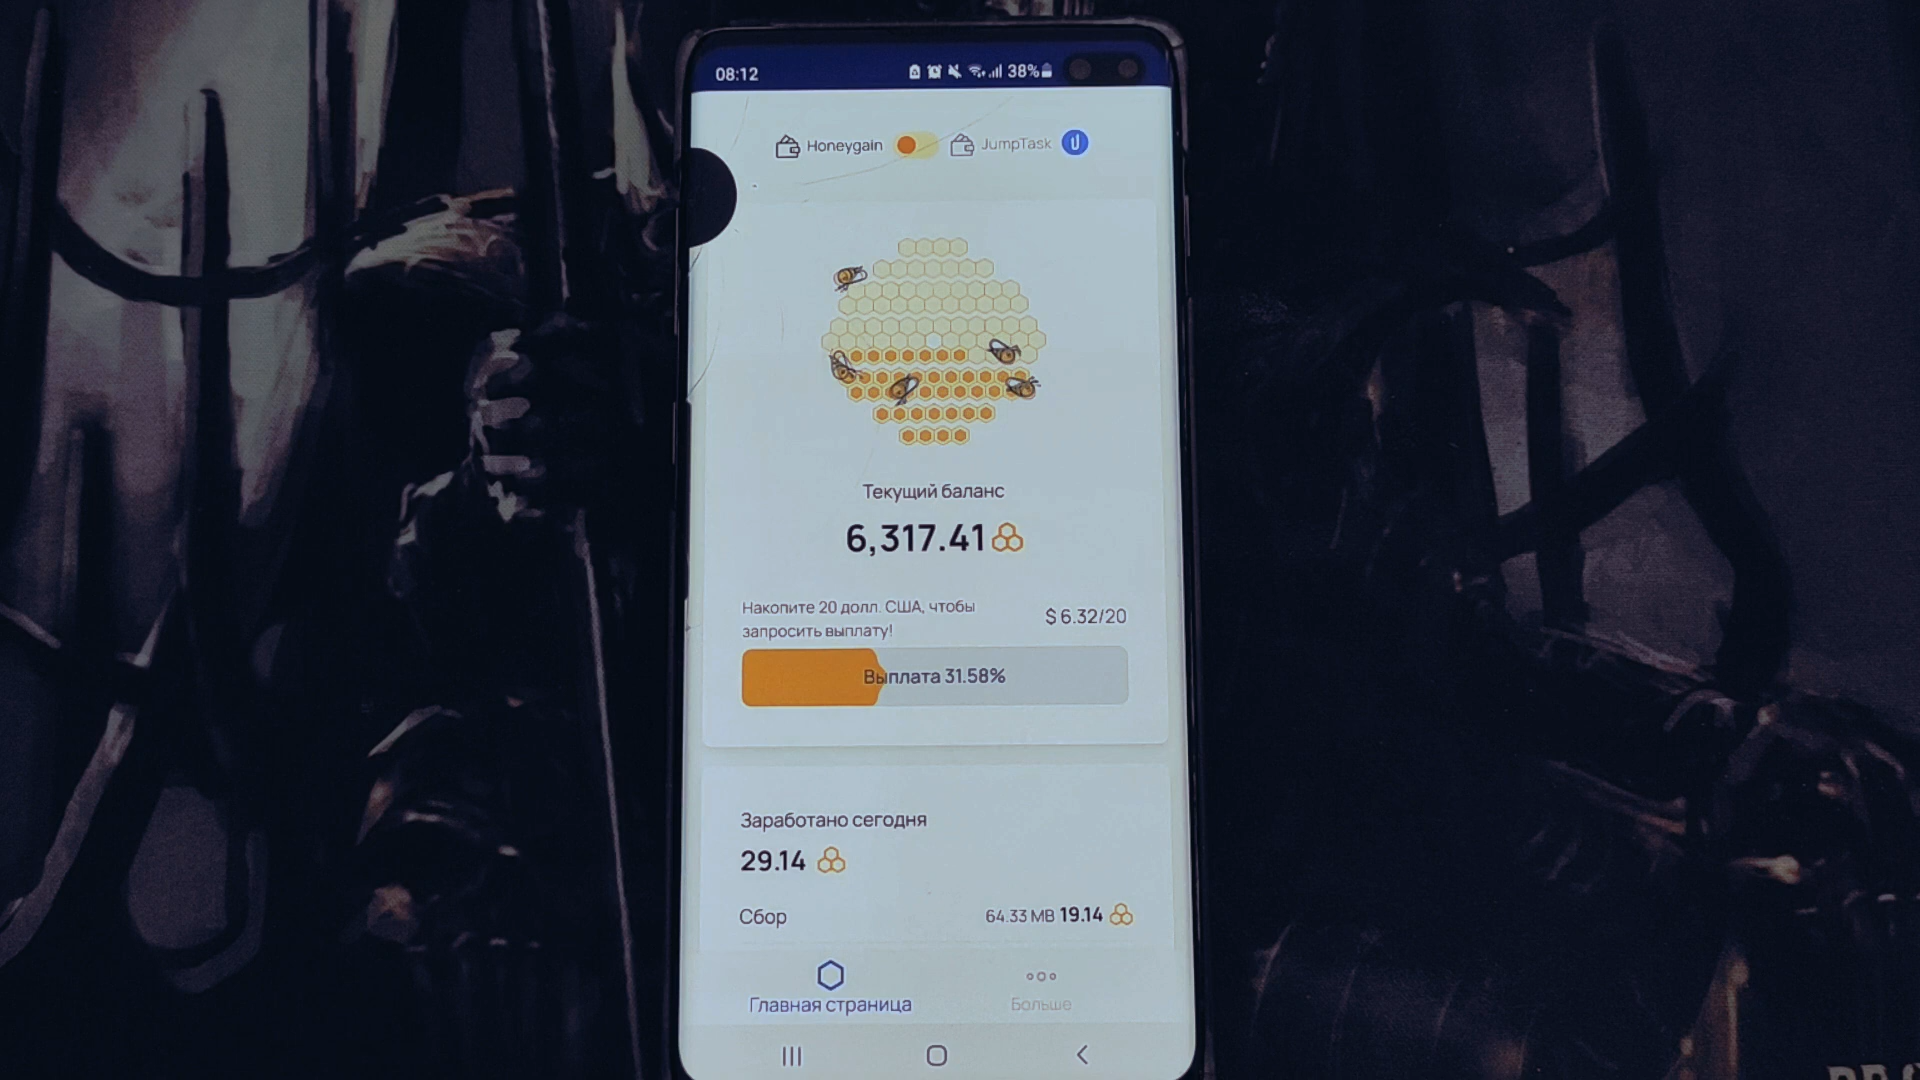 08:12 38%
Honeygain JumpTask
Текущий баланс
6,317.41
Накопите 20 долл. США, чтобы
запросить выплату!
$ 6.32/20
Выплата 31.58%
Заработано сегодня
29.14
Сбор 64.33 MB 19.14
Главная страница Больше